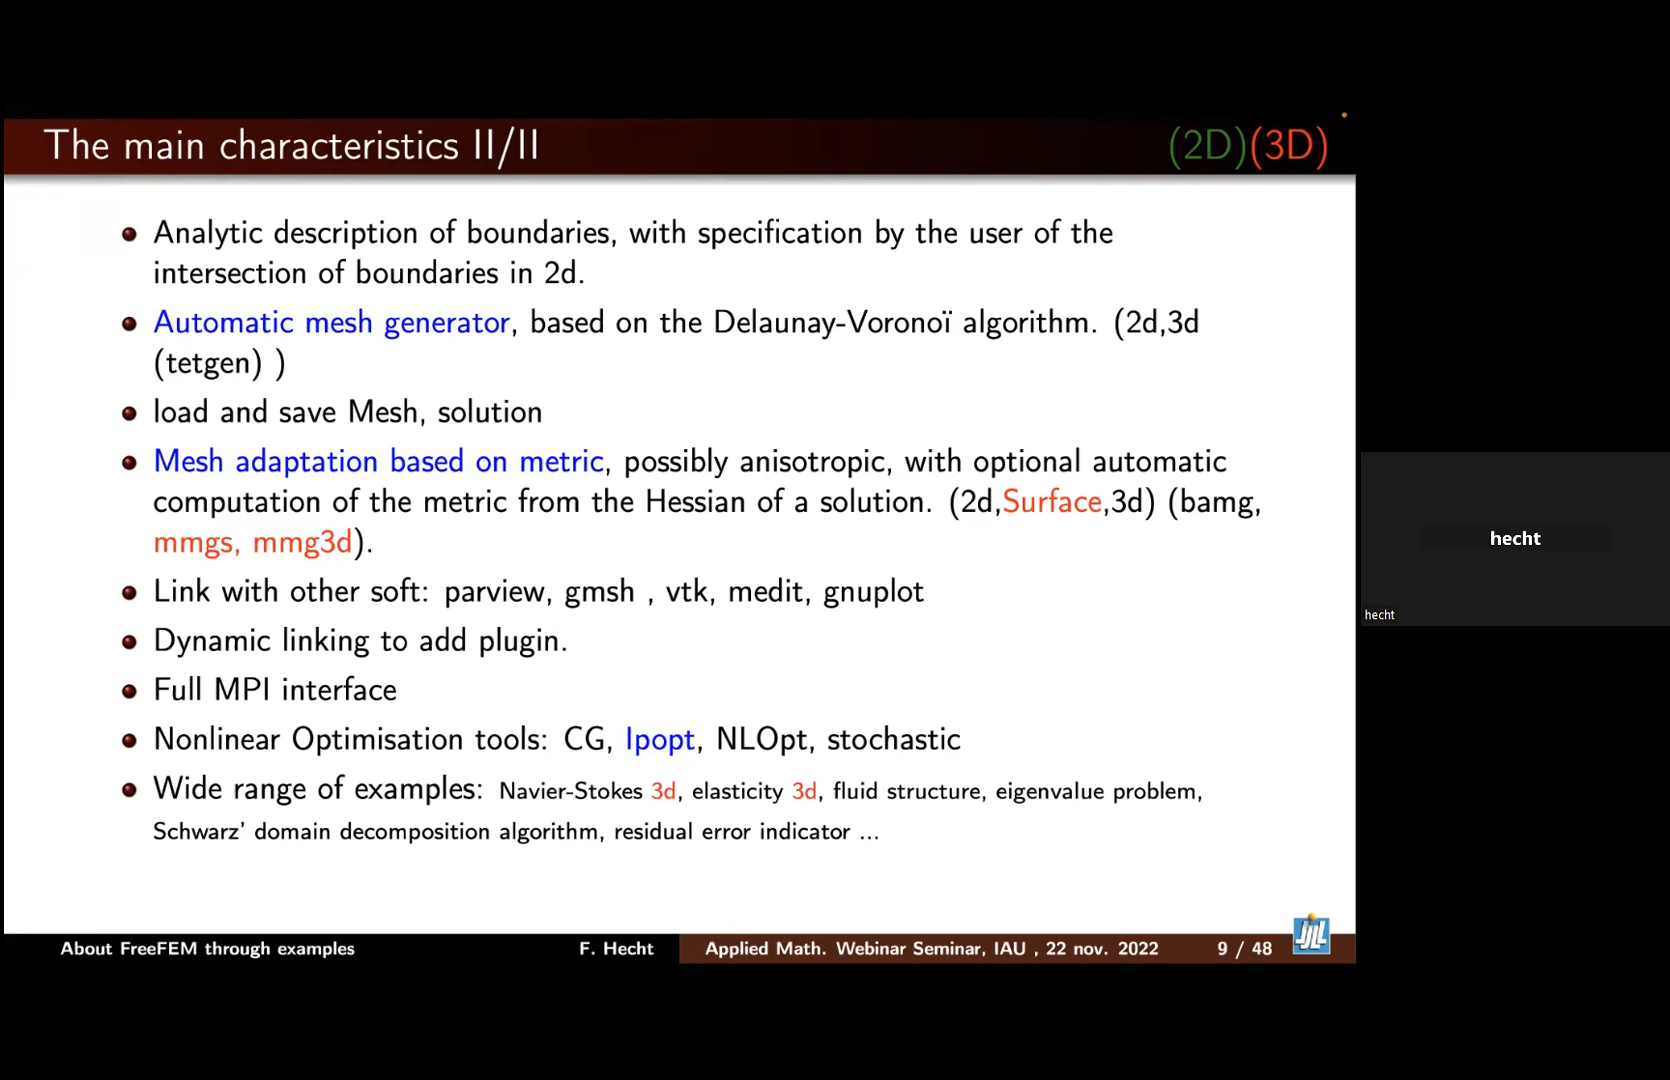 The main characteristics II/II (2D)(3D)
Analytic description of boundaries, with specification by the user of the
intersection of boundaries in 2d.
Automatic mesh generator, based on the Delaunay-Voronoï algorithm. (2d,3d
(tetgen) )
load and save Mesh, solution
Mesh adaptation based on metric, possibly anisotropic, with optional automatic
computation of the metric from the Hessian of a solution. (2d,Surface,3d) (bamg,
mmgs, mmg3d).
Link with other soft: parview, gmsh , vtk, medit, gnuplot
Dynamic linking to add plugin.
Full MPI interface
Nonlinear Optimisation tools: CG, Ipopt, NLOpt, stochastic
Wide range of examples: Navier-Stokes 3d, elasticity 3d, fluid structure, eigenvalue problem,
Schwarz' domain decomposition algorithm, residual error indicator ...
About FreeFEM through examples F. Hecht Applied Math. Webinar Seminar, IAU , 22 nov. 2022 9 / 48
JLL
hecht
hecht